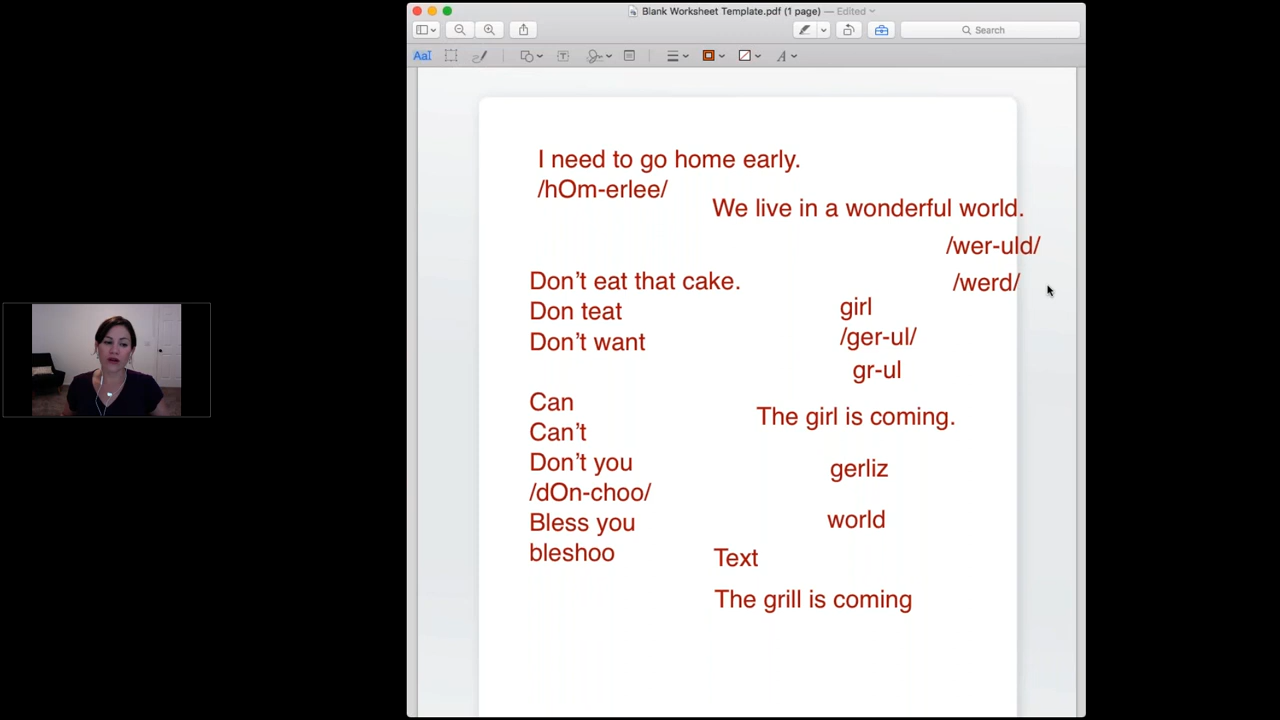 Blank Worksheet Template.pdf (1 page) — Edited
Search
AaI
T
A
I need to go home early.
/hOm-erlee/
We live in a wonderful world.
/wer-uld/
/werd/
Don't eat that cake.
Don teat
Don't want
girl
/ger-ul/
gr-ul
Can
Can't
Don't you
/dOn-choo/
Bless you
bleshoo
The girl is coming.
gerliz
world
Text
The grill is coming